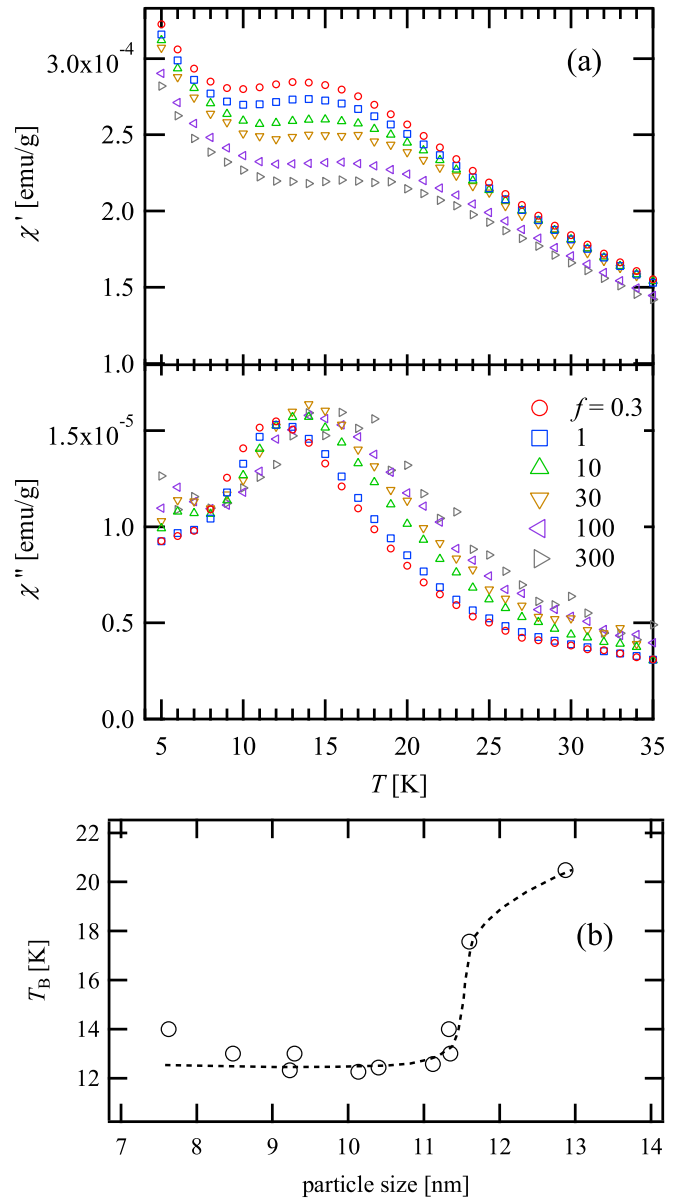 (a)
3.0x10⁻⁴
2.5
2.0
1.5
1.0
χ' [emu/g]
1.5x10⁻⁵
1.0
0.5
0.0
χ" [emu/g]
f = 0.3
1
10
30
100
300
5 10 15 20 25 30 35
T [K]
(b)
22
20
18
16
14
12
T_B [K]
7 8 9 10 11 12 13 14
particle size [nm]